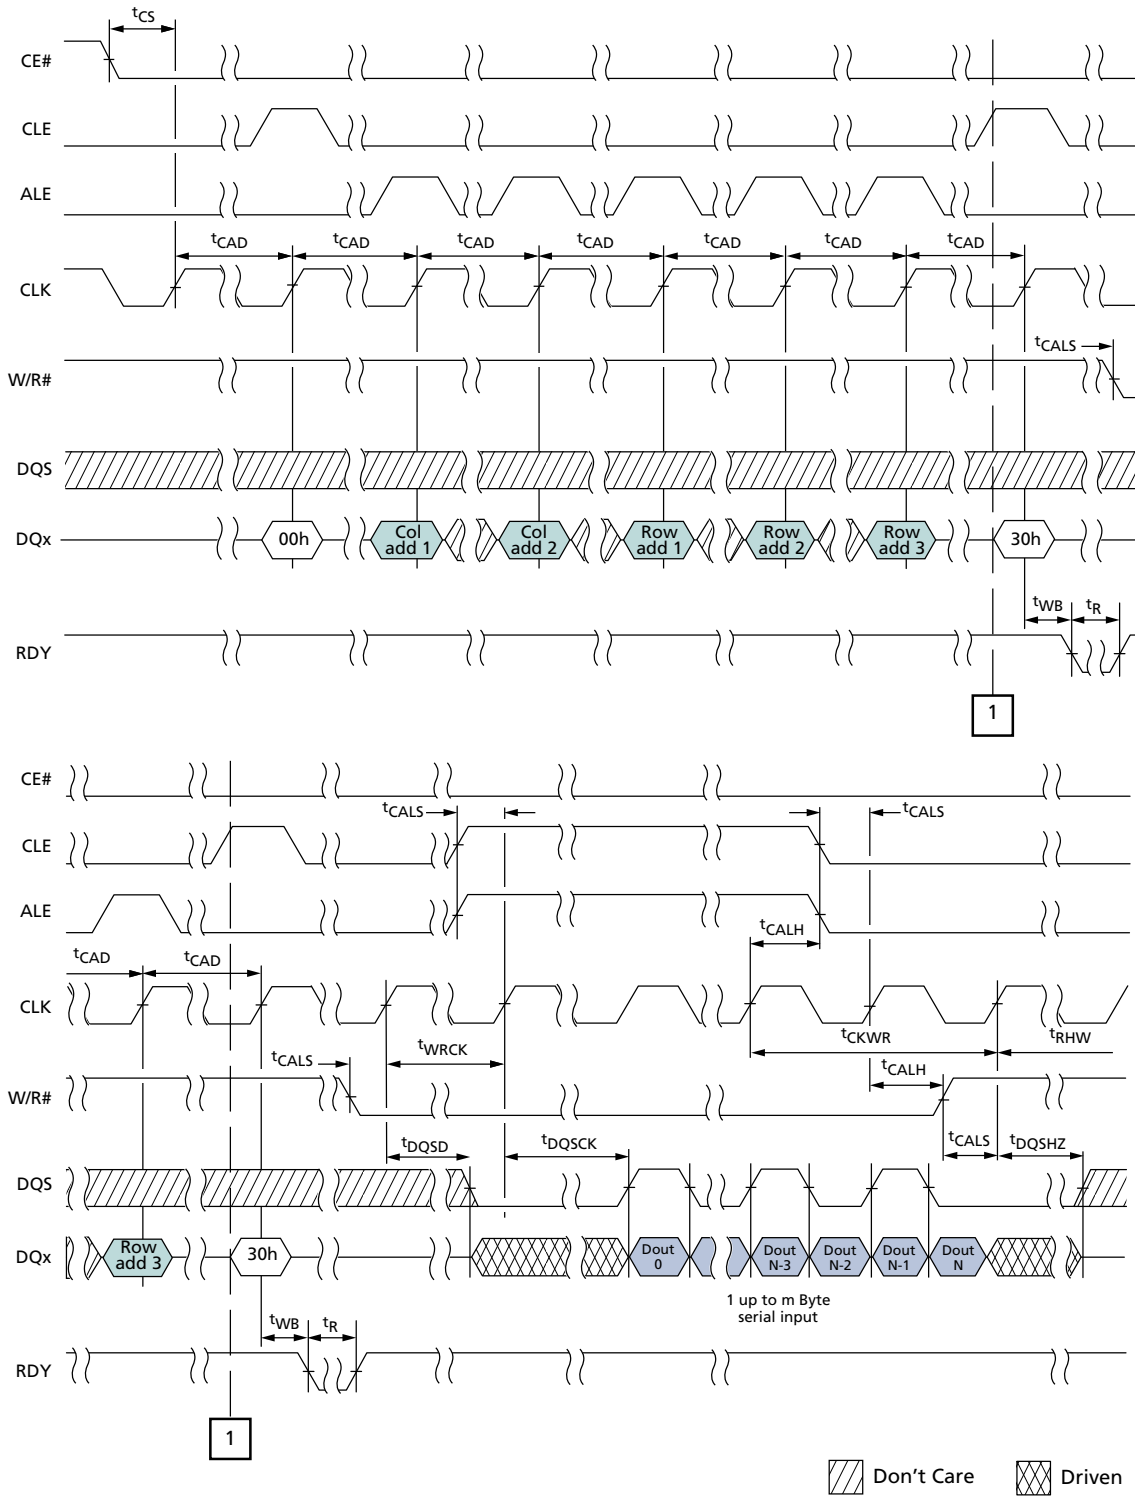 tCS
CE#
CLE
ALE
tCAD tCAD tCAD tCAD tCAD tCAD tCAD
CLK
tCALS
W/R#
DQS
DQx
00h
Col add 1
Col add 2
Row add 1
Row add 2
Row add 3
30h
tWB tR
RDY
1
CE#
tCALS tCALS
CLE
ALE
tCALH
tCAD tCAD
CLK
tWRCK tCKWR tRHW
tCALS tCALH
W/R#
tDQSD tDQSCK tCALS tDQSHZ
DQS
DQx
Row add 3
30h
Dout 0
Dout N-3
Dout N-2
Dout N-1
Dout N
1 up to m Byte
serial input
tWB tR
RDY
1
Don't Care Driven